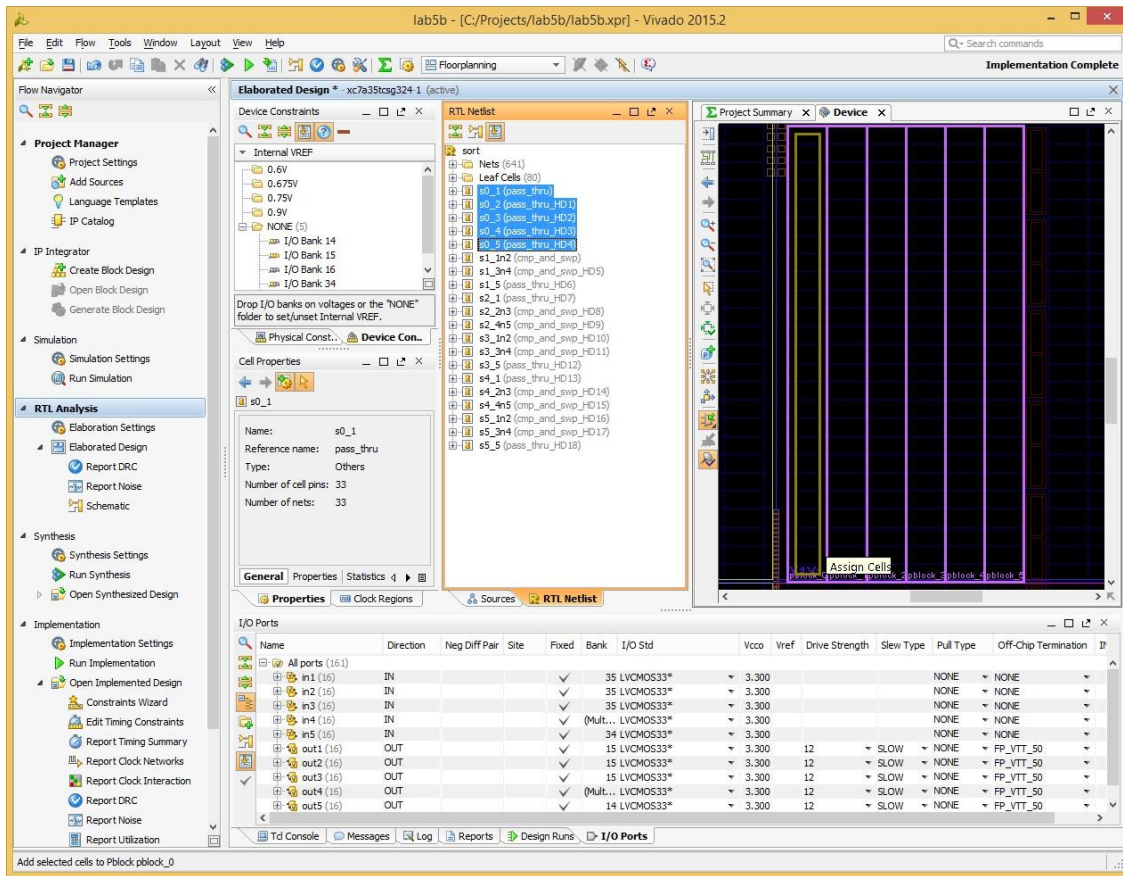 lab5b - [C:/Projects/lab5b/lab5b.xpr] - Vivado 2015.2
File Edit Flow Tools Window Layout View Help
Search commands
Floorplanning
Implementation Complete
Flow Navigator
Project Manager
Project Settings
Add Sources
Language Templates
IP Catalog
IP Integrator
Create Block Design
Open Block Design
Generate Block Design
Simulation
Simulation Settings
Run Simulation
RTL Analysis
Elaboration Settings
Elaborated Design
Report DRC
Report Noise
Schematic
Synthesis
Synthesis Settings
Run Synthesis
Open Synthesized Design
Implementation
Implementation Settings
Run Implementation
Open Implemented Design
Constraints Wizard
Edit Timing Constraints
Report Timing Summary
Report Clock Networks
Report Clock Interaction
Report DRC
Report Noise
Report Utilization
Elaborated Design * - xc7a35tcsg324-1 (active)
Device Constraints
Internal VREF
0.6V
0.675V
0.75V
0.9V
NONE (5)
I/O Bank 14
I/O Bank 15
I/O Bank 16
I/O Bank 34
Drop I/O banks on voltages or the "NONE"
folder to set/unset Internal VREF.
Physical Const.. Device Con..
Cell Properties
s0_1
Name: s0_1
Reference name: pass_thru
Type: Others
Number of cell pins: 33
Number of nets: 33
General Properties Statistics
Properties Clock Regions
RTL Netlist
sort
Nets (641)
Leaf Cells (80)
s0_1 (pass_thru)
s0_2 (pass_thru_HD1)
s0_3 (pass_thru_HD2)
s0_4 (pass_thru_HD3)
s0_5 (pass_thru_HD4)
s1_1n2 (cmp_and_swp)
s1_3n4 (cmp_and_swp_HD5)
s1_5 (pass_thru_HD6)
s2_1 (pass_thru_HD7)
s2_2n3 (cmp_and_swp_HD8)
s2_4n5 (cmp_and_swp_HD9)
s3_1n2 (cmp_and_swp_HD10)
s3_3n4 (cmp_and_swp_HD11)
s3_5 (pass_thru_HD12)
s4_1 (pass_thru_HD13)
s4_2n3 (cmp_and_swp_HD14)
s4_4n5 (cmp_and_swp_HD15)
s5_1n2 (cmp_and_swp_HD16)
s5_3n4 (cmp_and_swp_HD17)
s5_5 (pass_thru_HD18)
Sources RTL Netlist
Project Summary Device
Assign Cells
pblock_2 pblock_3 pblock_4 pblock_5
I/O Ports
Name Direction Neg Diff Pair Site Fixed Bank I/O Std Vcco Vref Drive Strength Slew Type Pull Type Off-Chip Termination
All ports (161)
in1 (16) IN 35 LVCMOS33* 3.300 NONE NONE
in2 (16) IN 35 LVCMOS33* 3.300 NONE NONE
in3 (16) IN 35 LVCMOS33* 3.300 NONE NONE
in4 (16) IN (Mult... LVCMOS33* 3.300 NONE NONE
in5 (16) IN 34 LVCMOS33* 3.300 NONE NONE
out1 (16) OUT 15 LVCMOS33* 3.300 12 SLOW NONE FP_VTT_50
out2 (16) OUT 15 LVCMOS33* 3.300 12 SLOW NONE FP_VTT_50
out3 (16) OUT 15 LVCMOS33* 3.300 12 SLOW NONE FP_VTT_50
out4 (16) OUT (Mult... LVCMOS33* 3.300 12 SLOW NONE FP_VTT_50
out5 (16) OUT 14 LVCMOS33* 3.300 12 SLOW NONE FP_VTT_50
Tcl Console Messages Log Reports Design Runs I/O Ports
Add selected cells to Pblock pblock_0